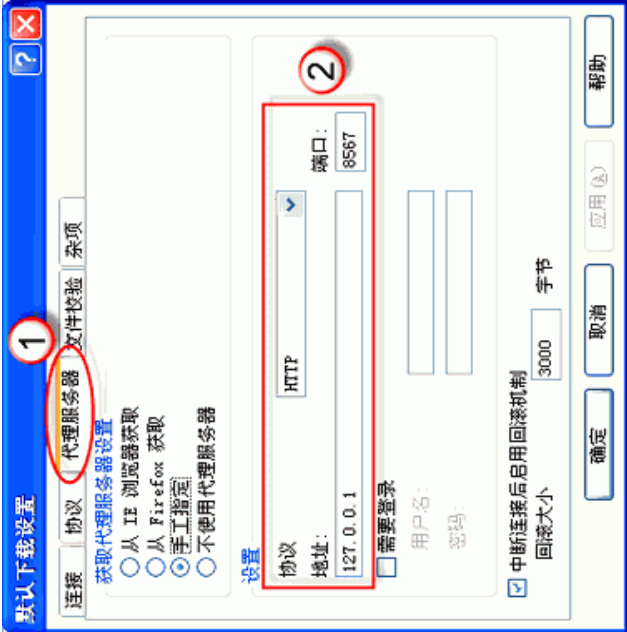 默认下载设置
连接 协议 代理服务器 文件校验 杂项
1
获取代理服务器设置
从 IE 浏览器获取
从 Firefox 获取
手工指定
不使用代理服务器
设置
2
协议 HTTP
地址: 端口:
127.0.0.1 8567
需要登录
用户名:
密码:
中断连接后启用回滚机制
回滚大小 3000 字节
确定 取消 应用(A) 帮助